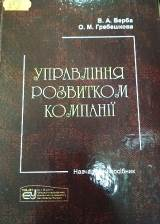 В. А. Верба
О. М. Гребешкова
УПРАВЛІННЯ
РОЗВИТКОМ
КОМПАНІЇ
Навчальний посібник